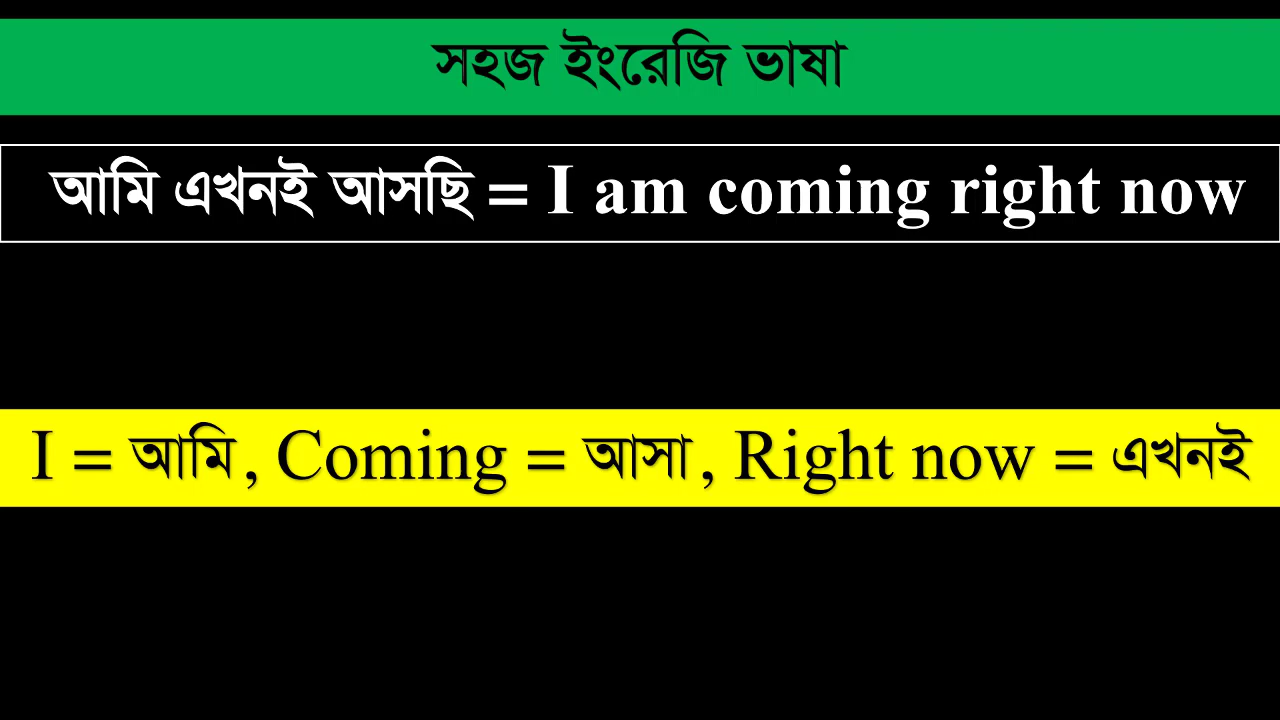 সহজ ইংরেজি ভাষা
আমি এখনই আসছি = I am coming right now
I = আমি, Coming = আসা, Right now = এখনই